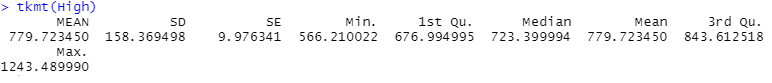 > tkmt(High)
MEAN SD SE Min. 1st Qu. Median Mean 3rd Qu.
779.723450 158.369498 9.976341 566.210022 676.994995 723.399994 779.723450 843.612518
Max.
1243.489990